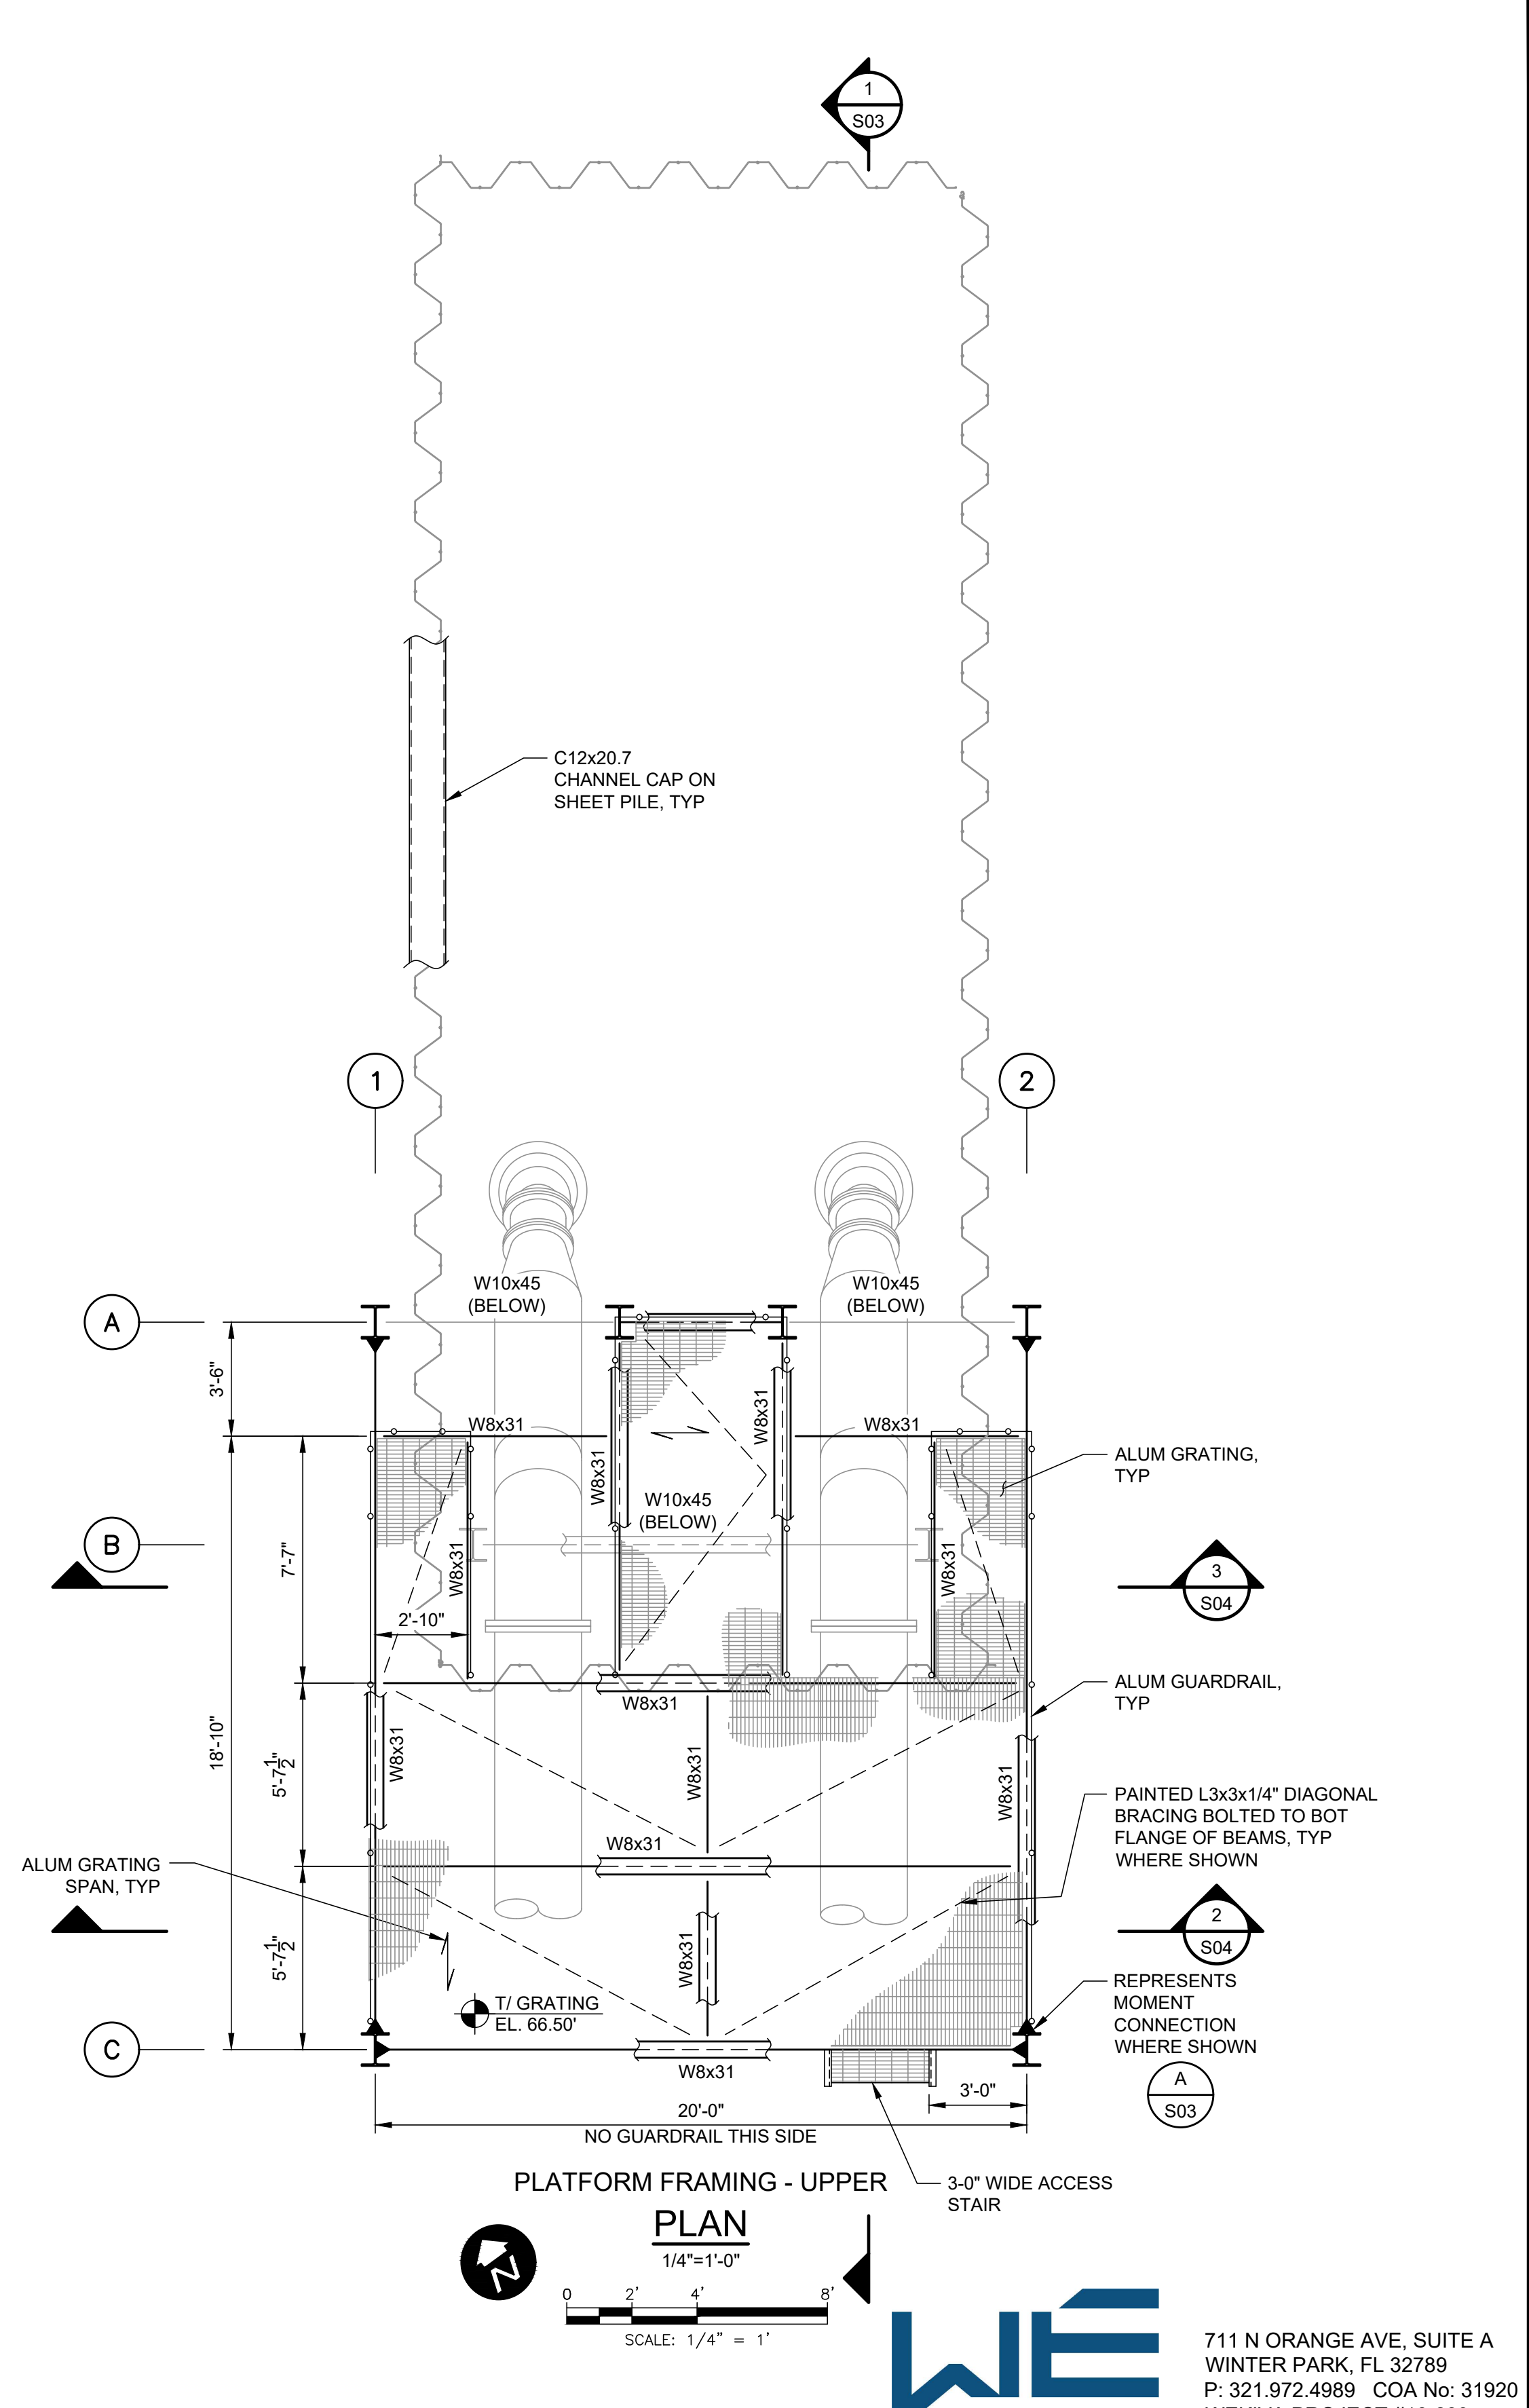 1
S03
C12x20.7
CHANNEL CAP ON
SHEET PILE, TYP
1
2
W10x45
(BELOW)
W10x45
(BELOW)
A
3'-6"
W8x31
W8x31
W8x31
W8x31
ALUM GRATING,
TYP
W10x45
(BELOW)
B
7'-7"
W8x31
W8x31
3
S04
2'-10"
ALUM GUARDRAIL,
TYP
W8x31
18'-10"
5'-7 1/2"
W8x31
W8x31
W8x31
PAINTED L3x3x1/4" DIAGONAL
BRACING BOLTED TO BOT
FLANGE OF BEAMS, TYP
WHERE SHOWN
W8x31
ALUM GRATING
SPAN, TYP
2
S04
5'-7 1/2"
W8x31
REPRESENTS
MOMENT
CONNECTION
WHERE SHOWN
T/ GRATING
EL. 66.50'
C
W8x31
A
S03
3'-0"
20'-0"
NO GUARDRAIL THIS SIDE
PLATFORM FRAMING - UPPER
3-0" WIDE ACCESS
STAIR
PLAN
1/4"=1'-0"
N
0 2' 4' 8'
SCALE: 1/4" = 1'
WE
711 N ORANGE AVE, SUITE A
WINTER PARK, FL 32789
P: 321.972.4989 COA No: 31920